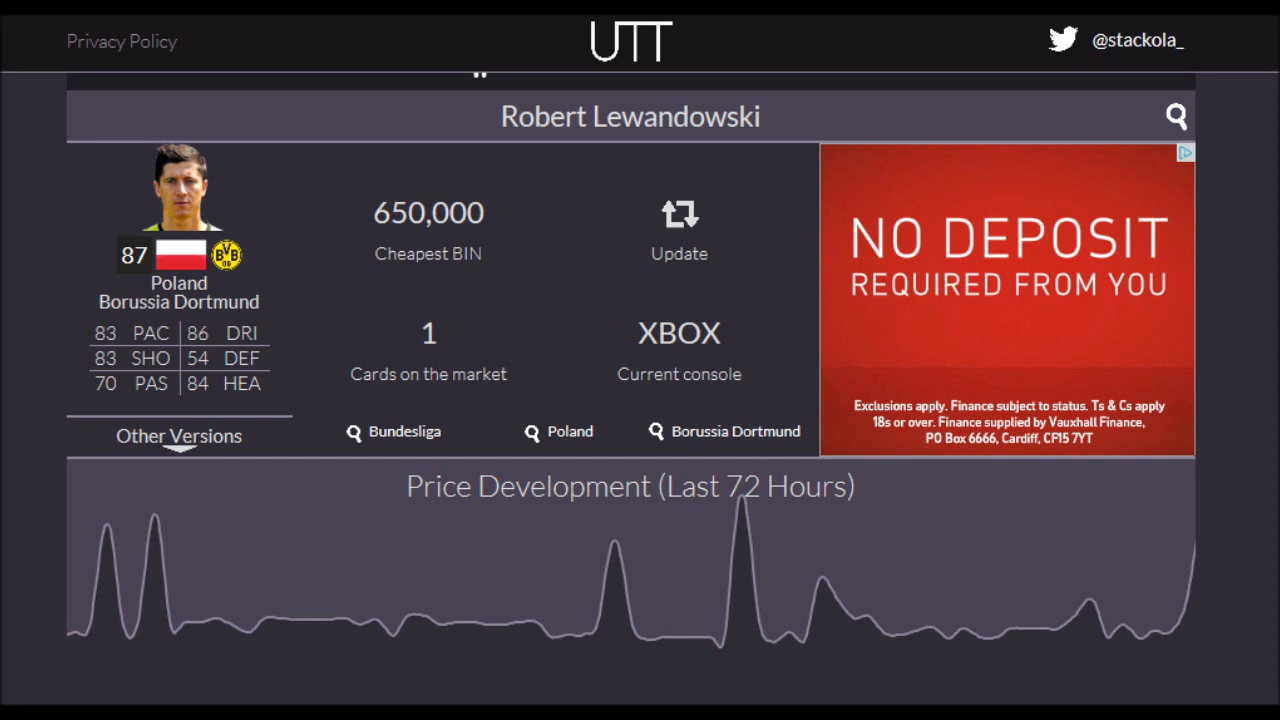 Privacy Policy
UTT
@stackola_
Robert Lewandowski
87
BVB
09
Poland
Borussia Dortmund
83 PAC 86 DRI
83 SHO 54 DEF
70 PAS 84 HEA
Other Versions
650,000
Cheapest BIN
Update
1
Cards on the market
XBOX
Current console
Bundesliga
Poland
Borussia Dortmund
NO DEPOSIT
REQUIRED FROM YOU
Exclusions apply. Finance subject to status. Ts & Cs apply
18s or over. Finance supplied by Vauxhall Finance,
PO Box 6666, Cardiff, CF15 7YT
Price Development (Last 72 Hours)